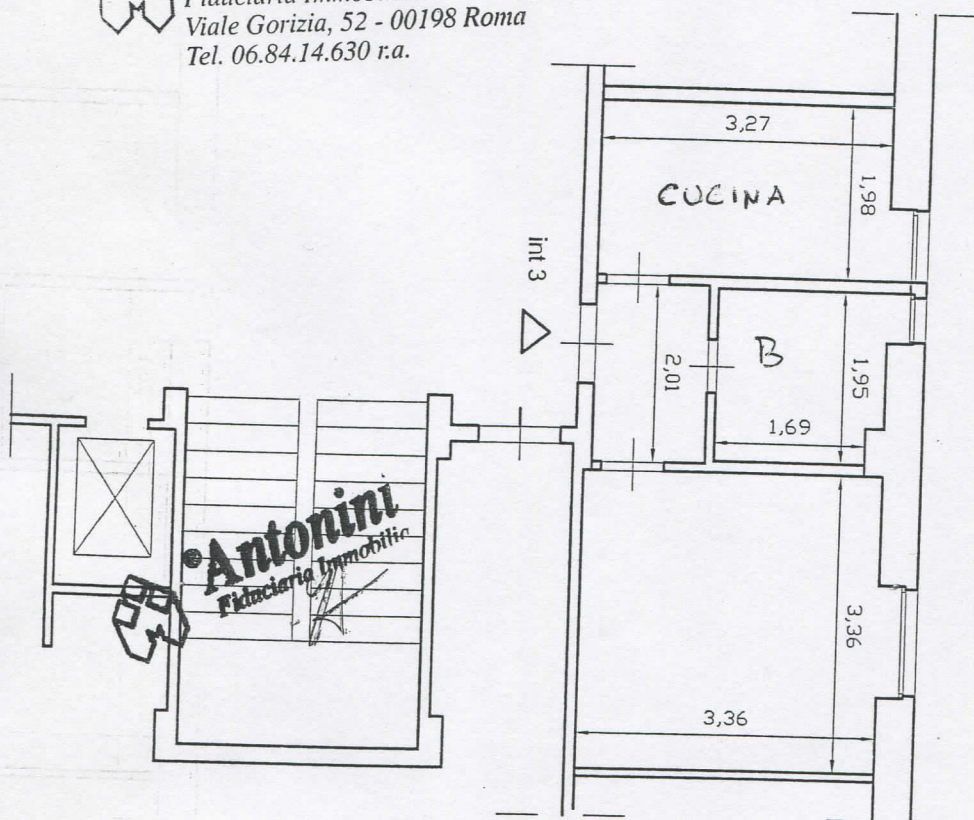 Viale Gorizia, 52 - 00198 Roma
Tel. 06.84.14.630 r.a.
3,27
1,98
CUCINA
int 3
2,01
B
1,95
1,69
Antonini
Fiduciaria Immobilia
3,36
3,36